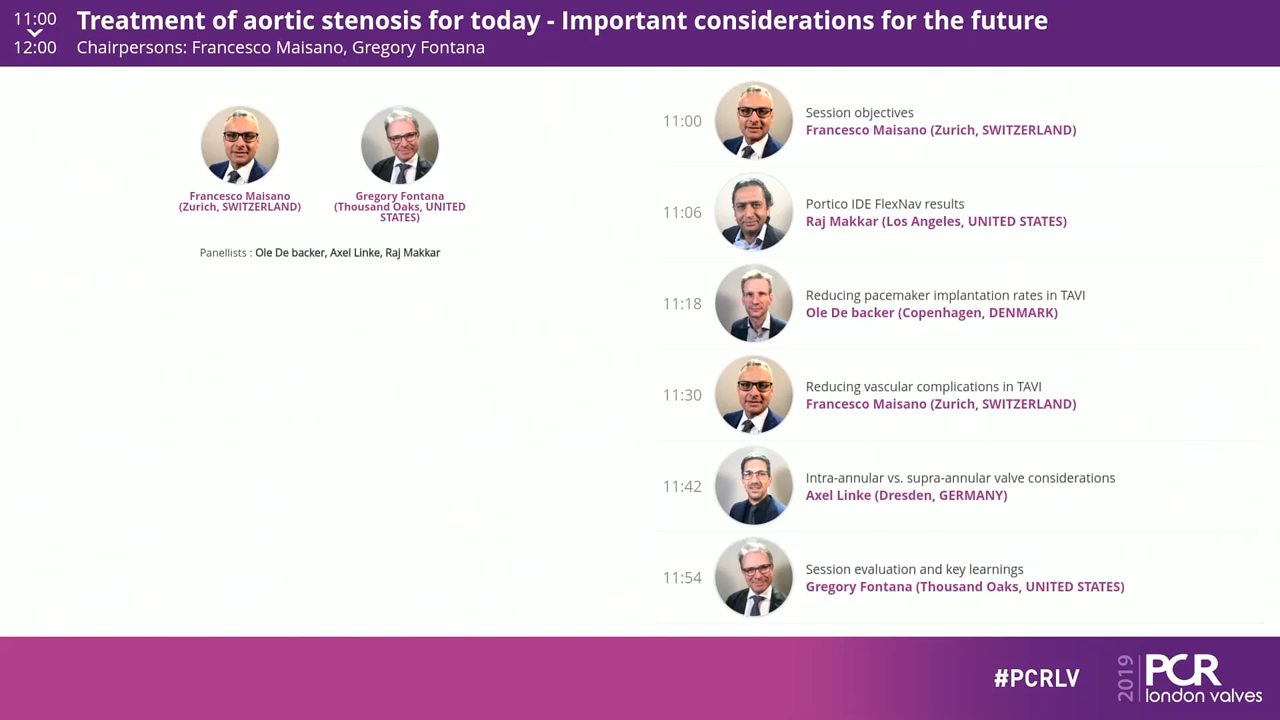 11:00
12:00
Treatment of aortic stenosis for today - Important considerations for the future
Chairpersons: Francesco Maisano, Gregory Fontana
Francesco Maisano
(Zurich, SWITZERLAND)
Gregory Fontana
(Thousand Oaks, UNITED
STATES)
Panellists : Ole De backer, Axel Linke, Raj Makkar
11:00
Session objectives
Francesco Maisano (Zurich, SWITZERLAND)
11:06
Portico IDE FlexNav results
Raj Makkar (Los Angeles, UNITED STATES)
11:18
Reducing pacemaker implantation rates in TAVI
Ole De backer (Copenhagen, DENMARK)
11:30
Reducing vascular complications in TAVI
Francesco Maisano (Zurich, SWITZERLAND)
11:42
Intra-annular vs. supra-annular valve considerations
Axel Linke (Dresden, GERMANY)
11:54
Session evaluation and key learnings
Gregory Fontana (Thousand Oaks, UNITED STATES)
#PCRLV
2019
PCR
london valves